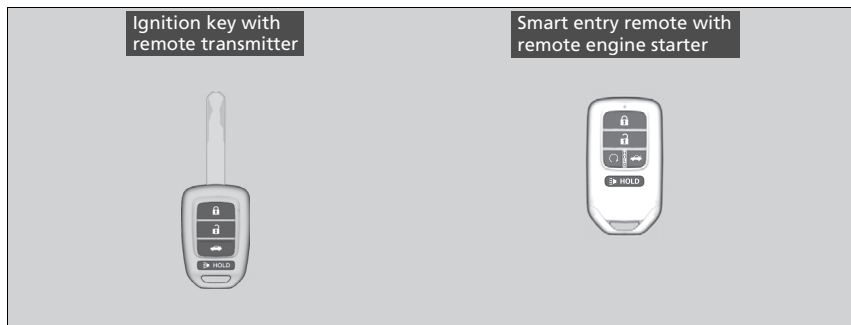 Ignition key with
remote transmitter
Smart entry remote with
remote engine starter
HOLD
HOLD